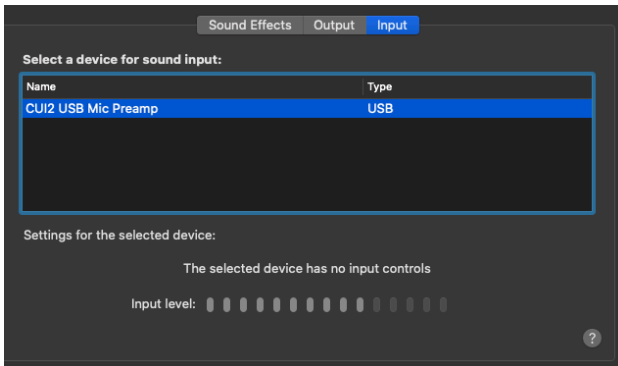 Sound Effects Output Input
Select a device for sound input:
Name Type
CUI2 USB Mic Preamp USB
Settings for the selected device:
The selected device has no input controls
Input level:
?